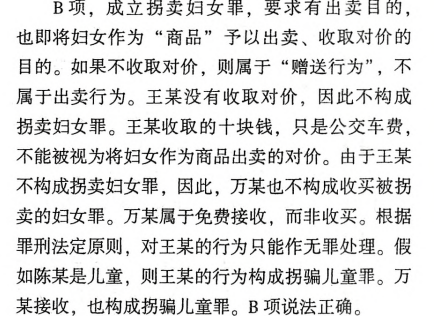 B项，成立拐卖妇女罪，要求有出卖目的，
也即将妇女作为“商品”予以出卖、收取对价的
目的。如果不收取对价，则属于“赠送行为”，不
属于出卖行为。王某没有收取对价，因此不构成
拐卖妇女罪。王某收取的十块钱，只是公交车费，
不能被视为将妇女作为商品出卖的对价。由于王某
不构成拐卖妇女罪，因此，万某也不构成收买被拐
卖的妇女罪。万某属于免费接收，而非收买。根据
罪刑法定原则，对王某的行为只能作无罪处理。假
如陈某是儿童，则王某的行为构成拐骗儿童罪。万
某接收，也构成拐骗儿童罪。B项说法正确。